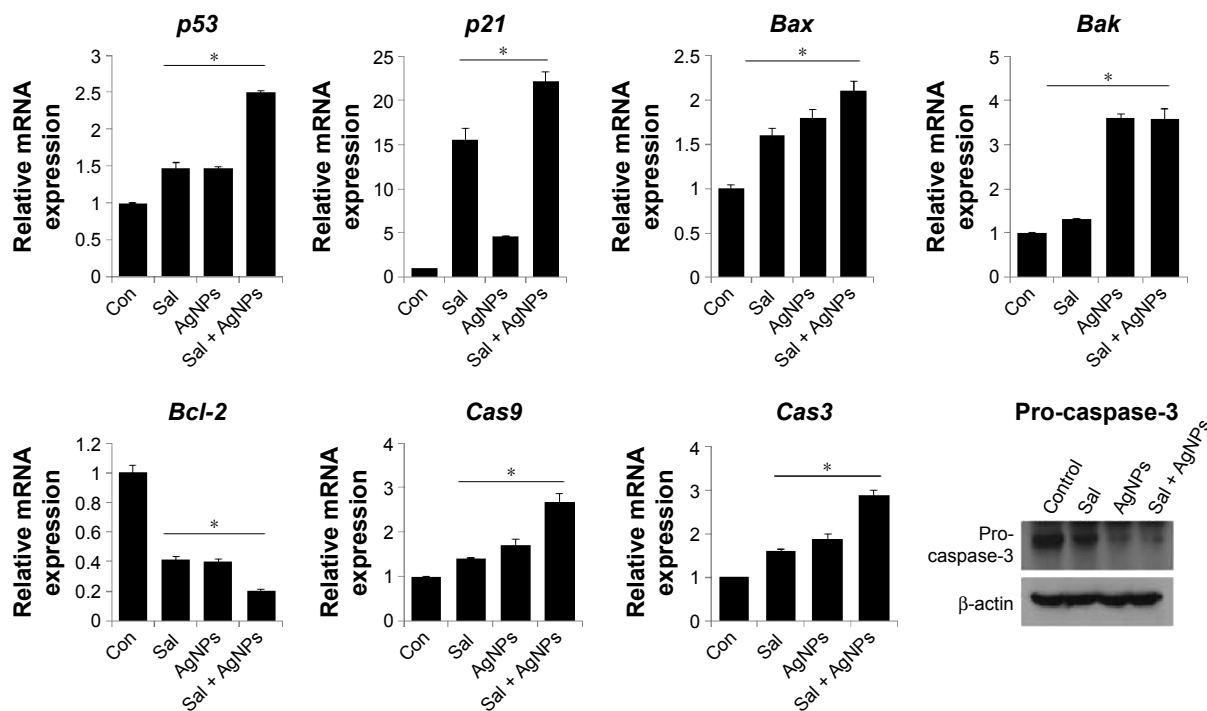 p53
Relative mRNA
expression
3
2.5
2
1.5
1
0.5
0
*
Con
Sal
AgNPs
Sal + AgNPs
p21
Relative mRNA
expression
25
20
15
10
5
0
*
Con
Sal
AgNPs
Sal + AgNPs
Bax
Relative mRNA
expression
2.5
2
1.5
1
0.5
0
*
Con
Sal
AgNPs
Sal + AgNPs
Bak
Relative mRNA
expression
5
4
3
2
1
0
*
Con
Sal
AgNPs
Sal + AgNPs
Bcl-2
Relative mRNA
expression
1.2
1
0.8
0.6
0.4
0.2
0
*
Con
Sal
AgNPs
Sal + AgNPs
Cas9
Relative mRNA
expression
4
3
2
1
0
*
Con
Sal
AgNPs
Sal + AgNPs
Cas3
Relative mRNA
expression
4
3
2
1
0
*
Con
Sal
AgNPs
Sal + AgNPs
Pro-caspase-3
Control
Sal
AgNPs
Sal + AgNPs
Pro-
caspase-3
β-actin